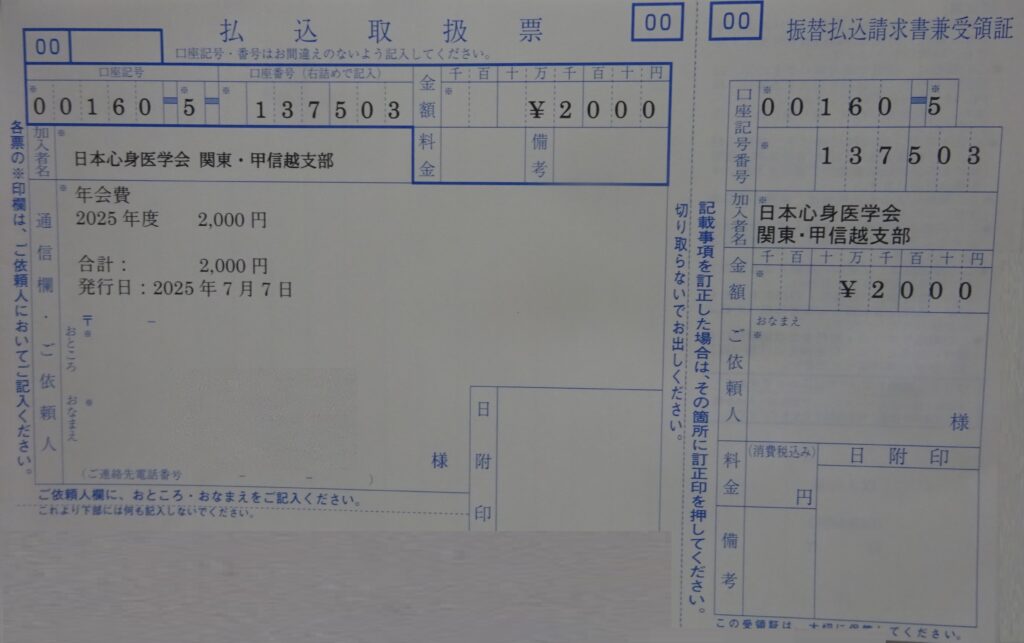 払込取扱票
00
00
口座記号・番号はお間違えのないよう記入してください。
口座記号 口座番号(右詰めで記入)
※00160=5= ※137503
金額 千百十万千百十円
※ ¥2000
料金 備考
加入者名 ※ 日本心身医学会 関東・甲信越支部
各票の※印欄は、ご依頼人においてご記入ください。
通信欄・ご依頼人
※ 年会費
2025年度 2,000円
合計: 2,000円
発行日:2025年7月7日
〒 −
おところ ※
おなまえ ※
様
(ご連絡先電話番号 − − )
日附印
ご依頼人欄に、おところ・おなまえをご記入ください。
これより下部には何も記入しないでください。
切り取らないでお出しください。
記載事項を訂正した場合は、その箇所に訂正印を押してください。
00
振替払込請求書兼受領証
口座記号番号
※00160=※5
※137503
加入者名 ※
日本心身医学会
関東・甲信越支部
金額 千百十万千百十円
※ ¥2000
ご依頼人
おなまえ
※
様
料金 (消費税込み)
円
日附印
備考
この受領証は、大切に保管してください。